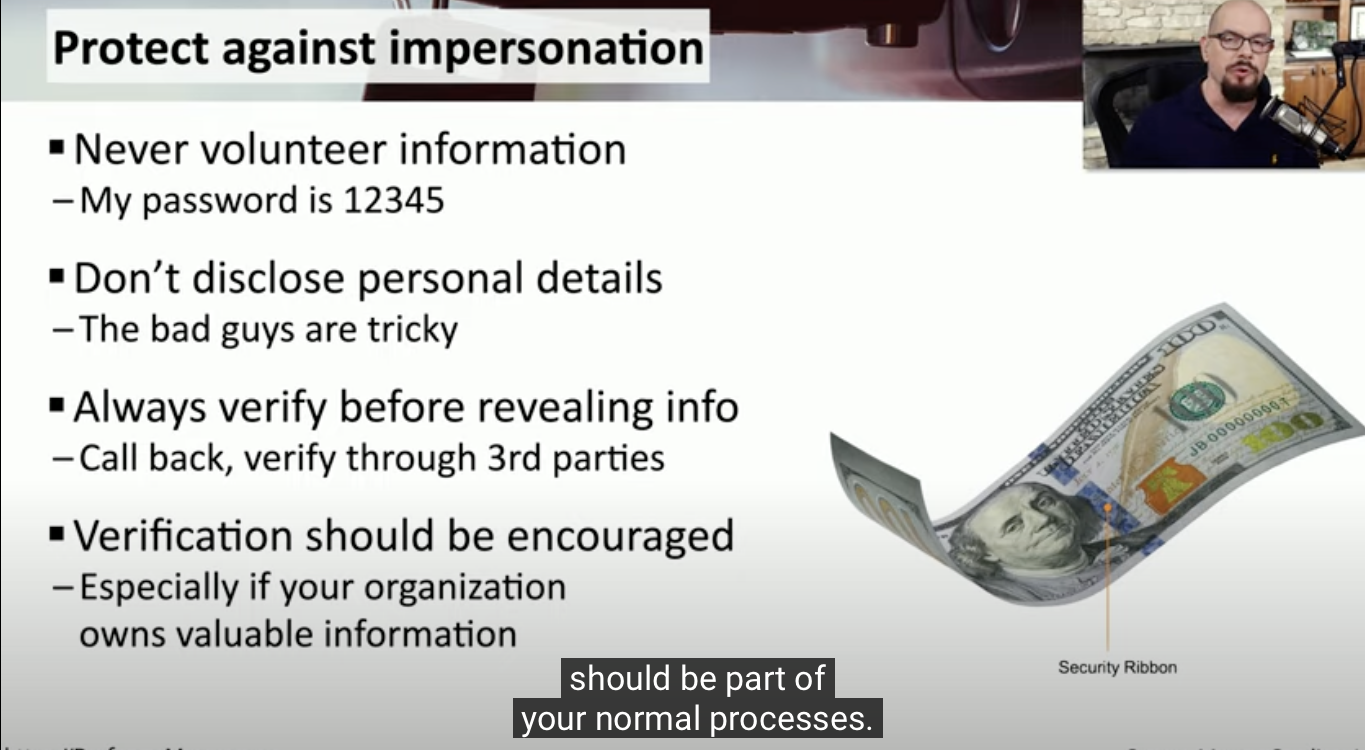 Protect against impersonation
▪ Never volunteer information
– My password is 12345
▪ Don’t disclose personal details
– The bad guys are tricky
▪ Always verify before revealing info
– Call back, verify through 3rd parties
▪ Verification should be encouraged
– Especially if your organization
owns valuable information
100
JB 00000000 T
100
Security Ribbon
should be part of
your normal processes.